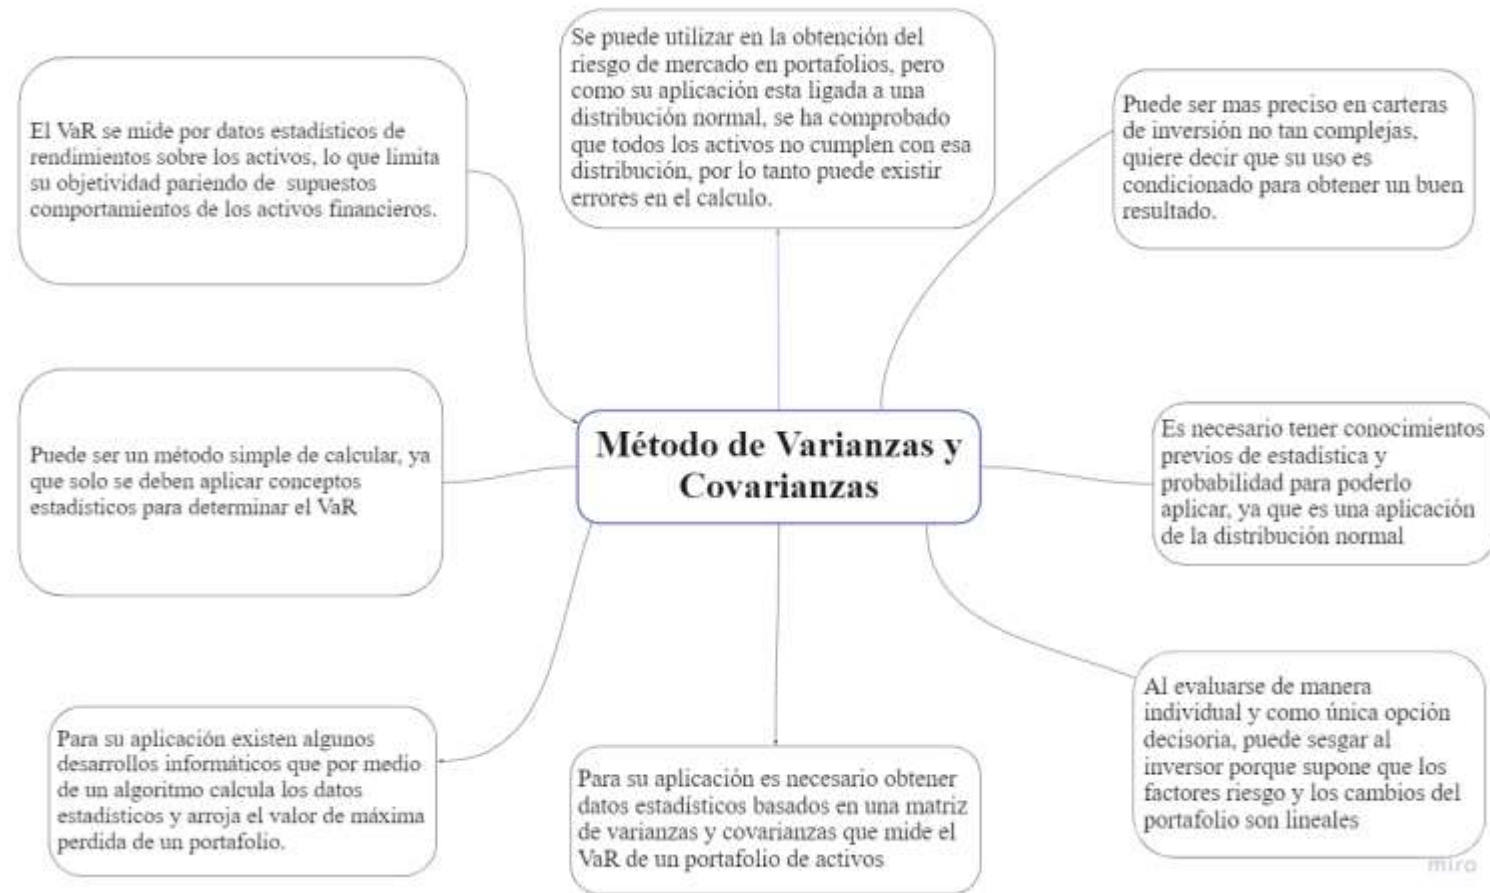 Se puede utilizar en la obtención del
riesgo de mercado en portafolios, pero
como su aplicación esta ligada a una
distribución normal, se ha comprobado
que todos los activos no cumplen con esa
distribución, por lo tanto puede existir
errores en el calculo.
El VaR se mide por datos estadísticos de
rendimientos sobre los activos, lo que limita
su objetividad pariendo de supuestos
comportamientos de los activos financieros.
Puede ser mas preciso en carteras
de inversión no tan complejas,
quiere decir que su uso es
condicionado para obtener un buen
resultado.
Puede ser un método simple de calcular, ya
que solo se deben aplicar conceptos
estadísticos para determinar el VaR
Método de Varianzas y
Covarianzas
Es necesario tener conocimientos
previos de estadística y
probabilidad para poderlo
aplicar, ya que es una aplicación
de la distribución normal
Para su aplicación existen algunos
desarrollos informáticos que por medio
de un algoritmo calcula los datos
estadísticos y arroja el valor de máxima
perdida de un portafolio.
Para su aplicación es necesario obtener
datos estadísticos basados en una matriz
de varianzas y covarianzas que mide el
VaR de un portafolio de activos
Al evaluarse de manera
individual y como única opción
decisoria, puede sesgar al
inversor porque supone que los
factores riesgo y los cambios del
portafolio son lineales
miro